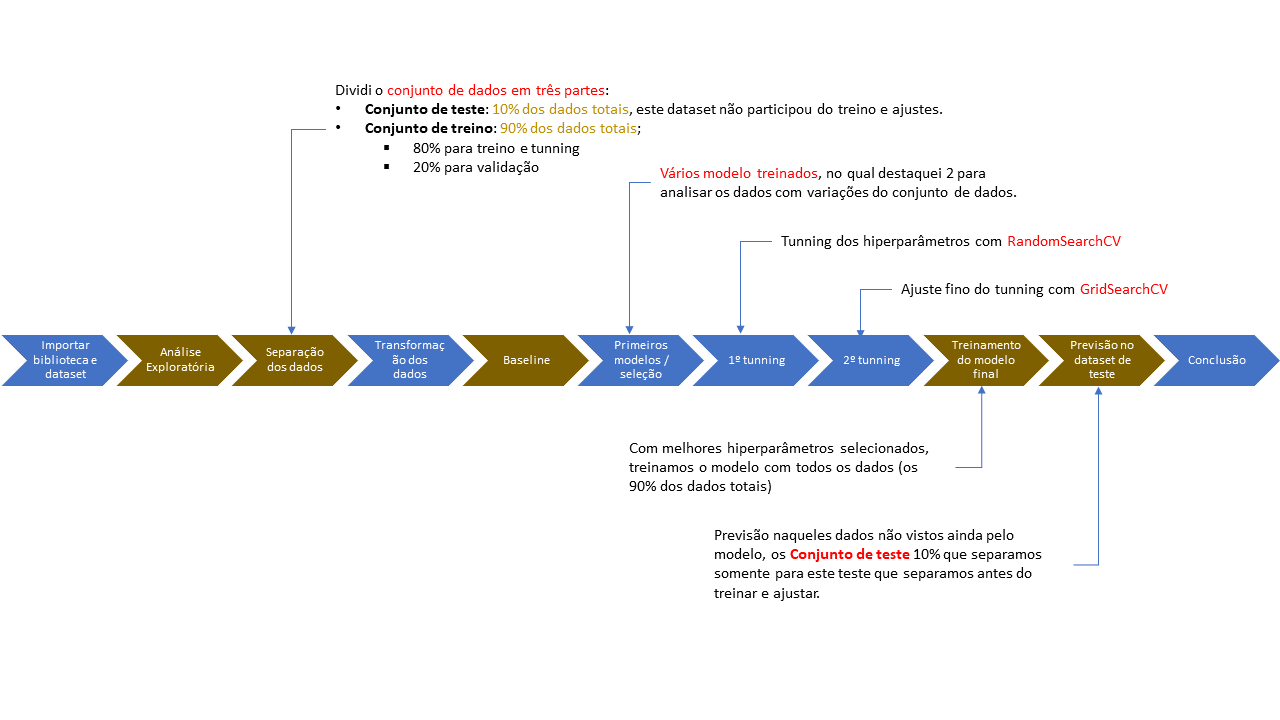 Dividi o conjunto de dados em três partes:
• Conjunto de teste: 10% dos dados totais, este dataset não participou do treino e ajustes.
• Conjunto de treino: 90% dos dados totais;
▪ 80% para treino e tunning
▪ 20% para validação
Vários modelo treinados, no qual destaquei 2 para
analisar os dados com variações do conjunto de dados.
Tunning dos hiperparâmetros com RandomSearchCV
Ajuste fino do tunning com GridSearchCV
Importar
biblioteca e
dataset
Análise
Exploratória
Separação
dos dados
Transformaç
ão dos
dados
Baseline
Primeiros
modelos /
seleção
1º tunning
2º tunning
Treinamento
do modelo
final
Previsão no
dataset de
teste
Conclusão
Com melhores hiperparâmetros selecionados,
treinamos o modelo com todos os dados (os
90% dos dados totais)
Previsão naqueles dados não vistos ainda pelo
modelo, os Conjunto de teste 10% que separamos
somente para este teste que separamos antes do
treinar e ajustar.